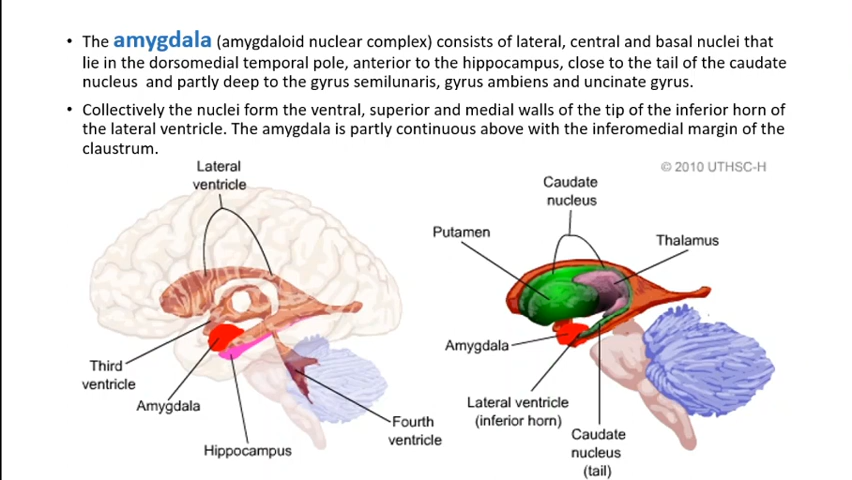 • The amygdala (amygdaloid nuclear complex) consists of lateral, central and basal nuclei that
lie in the dorsomedial temporal pole, anterior to the hippocampus, close to the tail of the caudate
nucleus and partly deep to the gyrus semilunaris, gyrus ambiens and uncinate gyrus.
• Collectively the nuclei form the ventral, superior and medial walls of the tip of the inferior horn of
the lateral ventricle. The amygdala is partly continuous above with the inferomedial margin of the
claustrum.
© 2010 UTHSC-H
Lateral
ventricle
Third
ventricle
Amygdala
Hippocampus
Fourth
ventricle
Caudate
nucleus
Putamen
Thalamus
Amygdala
Lateral ventricle
(inferior horn)
Caudate
nucleus
(tail)